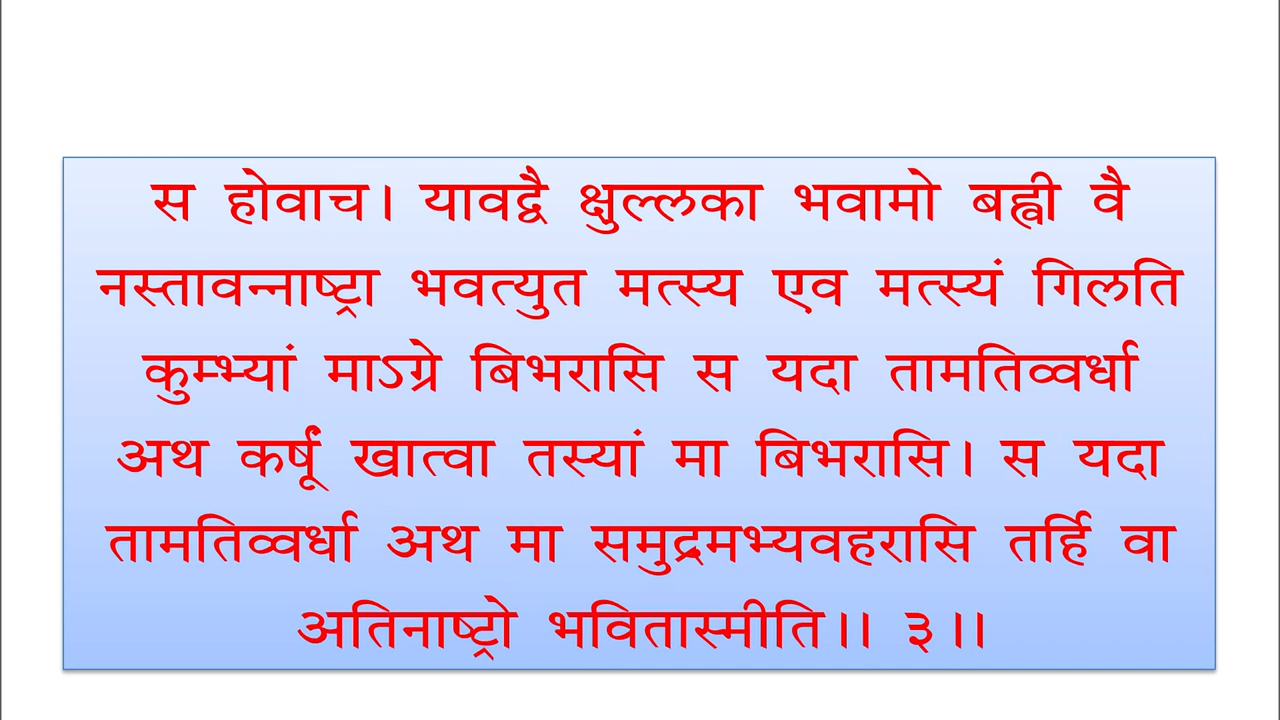 स होवाच। यावद्वै क्षुल्लका भवामो बह्वी वै
नस्तावन्नाष्ट्रा भवत्युत मत्स्य एव मत्स्यं गिलति
कुम्भ्यां माऽग्रे बिभरासि स यदा तामतिव्वर्धा
अथ कर्षूं खात्वा तस्यां मा बिभरासि। स यदा
तामतिव्वर्धा अथ मा समुद्रमभ्यवहरासि तर्हि वा
अतिनाष्ट्रो भवितास्मीति।। ३।।